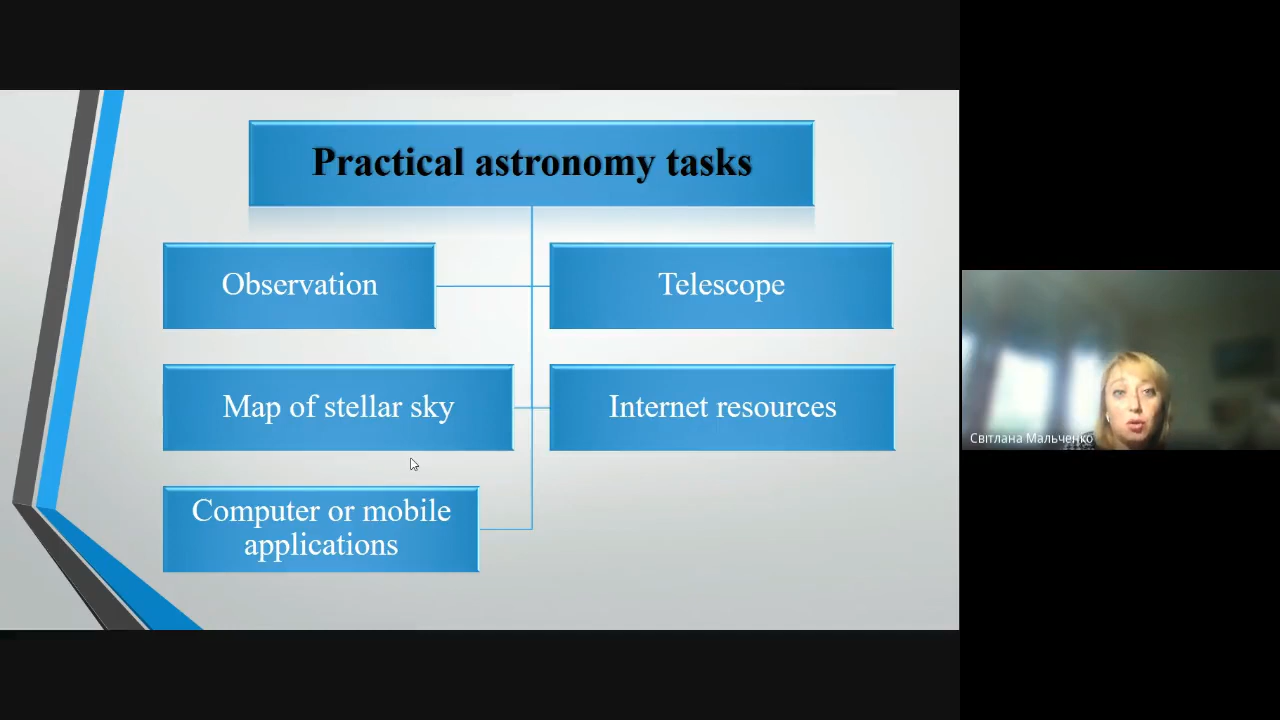 Practical astronomy tasks
Observation
Telescope
Map of stellar sky
Internet resources
Computer or mobile
applications
Світлана Мальченко